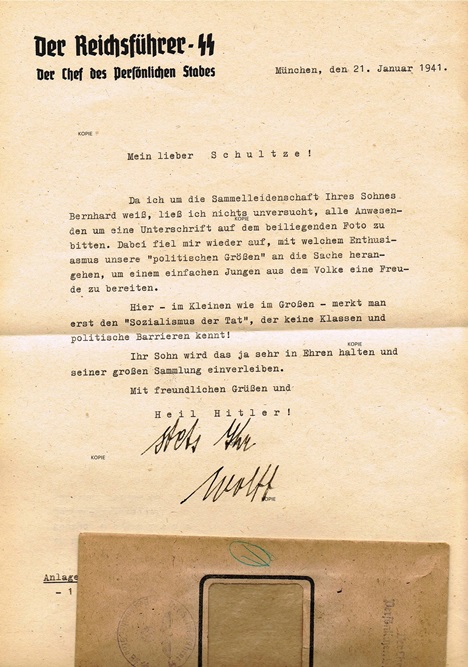 Der Reichsführer-SS
Der Chef des Persönlichen Stabes
München, den 21. Januar 1941.
KOPIE
Mein lieber S c h u l t z e !
Da ich um die Sammelleidenschaft Ihres Sohnes
Bernhard weiß, ließ ich nichts unversucht, alle Anwesen-
KOPIE
den um eine Unterschrift auf dem beiliegenden Foto zu
bitten. Dabei fiel mir wieder auf, mit welchem Enthusi-
asmus unsere "politischen Größen" an die Sache heran-
gehen, um einem einfachen Jungen aus dem Volke eine Freu-
de zu bereiten.
Hier - im Kleinen wie im Großen - merkt man
erst den "Sozialismus der Tat", der keine Klassen und
politische Barrieren kennt!
KOPIE
Ihr Sohn wird das ja sehr in Ehren halten und
seiner großen Sammlung einverleiben.
Mit freundlichen Grüßen und
H e i l  H i t l e r !
stets Ihr
KOPIE
Wolff
KOPIE
Anlage
- 1